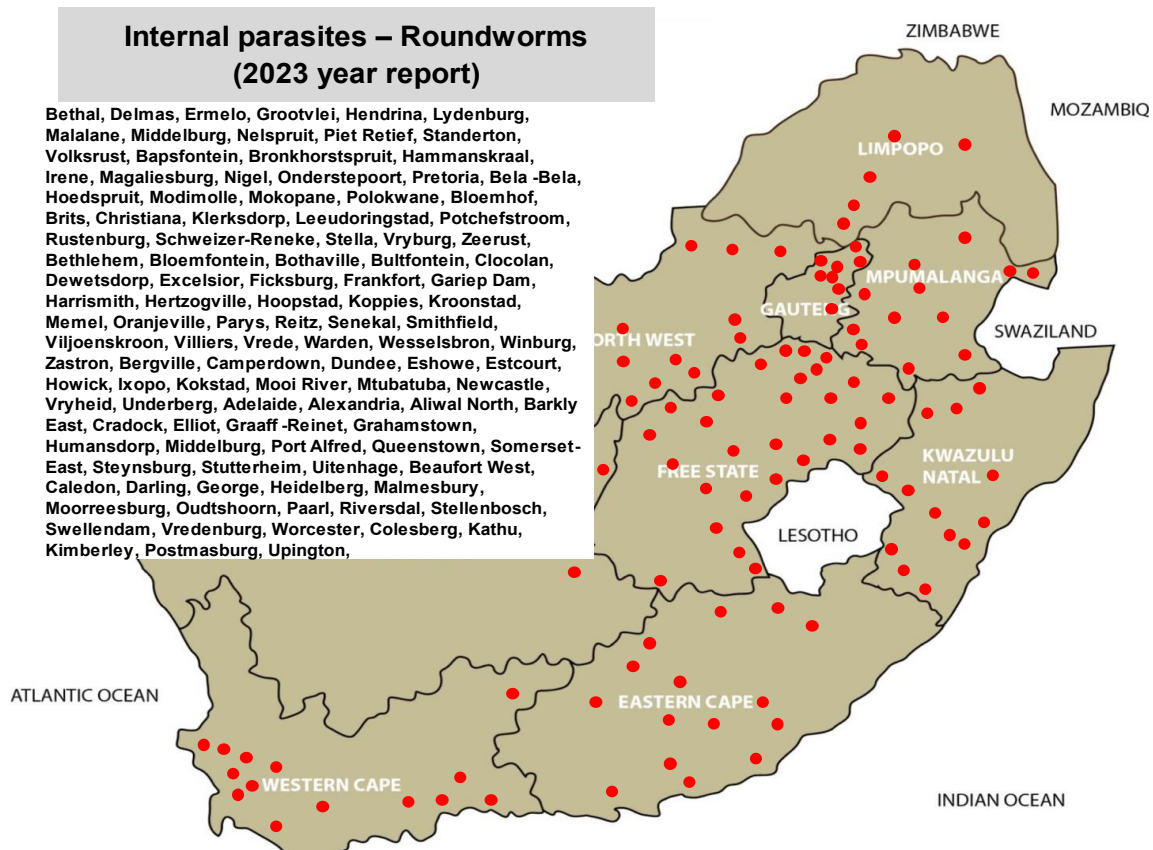 Internal parasites – Roundworms
(2023 year report)
Bethal, Delmas, Ermelo, Grootvlei, Hendrina, Lydenburg,
Malalane, Middelburg, Nelspruit, Piet Retief, Standerton,
Volksrust, Bapsfontein, Bronkhorstspruit, Hammanskraal,
Irene, Magaliesburg, Nigel, Onderstepoort, Pretoria, Bela -Bela,
Hoedspruit, Modimolle, Mokopane, Polokwane, Bloemhof,
Brits, Christiana, Klerksdorp, Leeudoringstad, Potchefstroom,
Rustenburg, Schweizer-Reneke, Stella, Vryburg, Zeerust,
Bethlehem, Bloemfontein, Bothaville, Bultfontein, Clocolan,
Dewetsdorp, Excelsior, Ficksburg, Frankfort, Gariep Dam,
Harrismith, Hertzogville, Hoopstad, Koppies, Kroonstad,
Memel, Oranjeville, Parys, Reitz, Senekal, Smithfield,
Viljoenskroon, Villiers, Vrede, Warden, Wesselsbron, Winburg,
Zastron, Bergville, Camperdown, Dundee, Eshowe, Estcourt,
Howick, Ixopo, Kokstad, Mooi River, Mtubatuba, Newcastle,
Vryheid, Underberg, Adelaide, Alexandria, Aliwal North, Barkly
East, Cradock, Elliot, Graaff -Reinet, Grahamstown,
Humansdorp, Middelburg, Port Alfred, Queenstown, Somerset-
East, Steynsburg, Stutterheim, Uitenhage, Beaufort West,
Caledon, Darling, George, Heidelberg, Malmesbury,
Moorreesburg, Oudtshoorn, Paarl, Riversdal, Stellenbosch,
Swellendam, Vredenburg, Worcester, Colesberg, Kathu,
Kimberley, Postmasburg, Upington,
ZIMBABWE
MOZAMBIQ
LIMPOPO
MPUMALANGA
GAUTENG
SWAZILAND
ORTH WEST
KWAZULU
NATAL
FREE STATE
LESOTHO
ATLANTIC OCEAN
EASTERN CAPE
WESTERN CAPE
INDIAN OCEAN